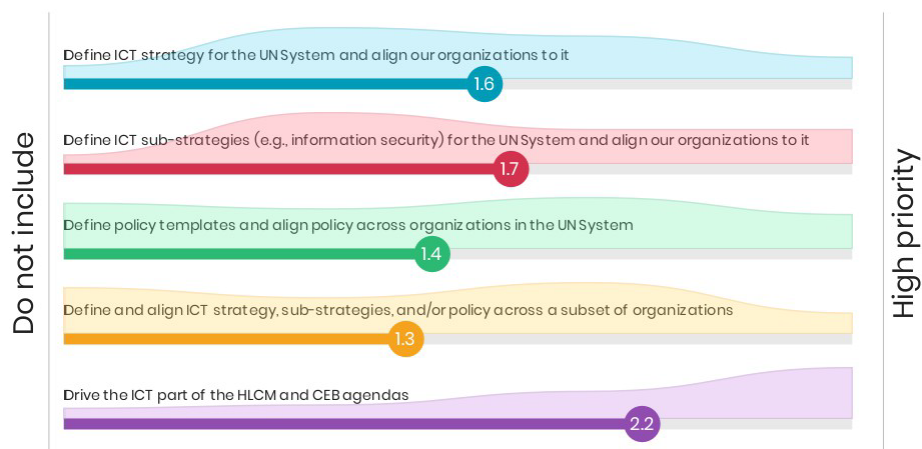 Do not include
Define ICT strategy for the UN System and align our organizations to it
1.6
Define ICT sub-strategies (e.g., information security) for the UN System and align our organizations to it
1.7
Define policy templates and align policy across organizations in the UN System
1.4
Define and align ICT strategy, sub-strategies, and/or policy across a subset of organizations
1.3
Drive the ICT part of the HLCM and CEB agendas
2.2
High priority